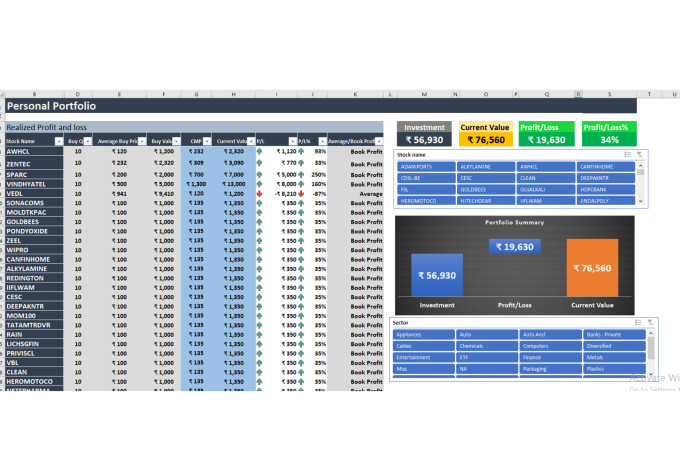 B D E F G H I J K L M N O P Q R S T U
Personal Portfolio
Realized Profit and loss
Stock Name Buy Q Average Buy Pri Buy Val CMP Current Valu P/L P/L% Average/Book Prof
AWHCL 10 ₹ 120 ₹ 1,200 ₹ 232 ₹ 2,320 ₹ 1,120 93% Book Profit
ZENTEC 10 ₹ 232 ₹ 2,320 ₹ 309 ₹ 3,090 ₹ 770 33% Book Profit
SPARC 10 ₹ 200 ₹ 2,000 ₹ 700 ₹ 7,000 ₹ 5,000 250% Book Profit
VINDHYATEL 10 ₹ 500 ₹ 5,000 ₹ 1,300 ₹ 13,000 ₹ 8,000 160% Book Profit
VEDL 10 ₹ 941 ₹ 9,410 ₹ 120 ₹ 1,200 -₹ 8,210 -87% Average
SONACOMS 10 ₹ 100 ₹ 1,000 ₹ 135 ₹ 1,350 ₹ 350 35% Book Profit
MOLDTKPAC 10 ₹ 100 ₹ 1,000 ₹ 135 ₹ 1,350 ₹ 350 35% Book Profit
GOLDBEES 10 ₹ 100 ₹ 1,000 ₹ 135 ₹ 1,350 ₹ 350 35% Book Profit
PONDYOXIDE 10 ₹ 100 ₹ 1,000 ₹ 135 ₹ 1,350 ₹ 350 35% Book Profit
ZEEL 10 ₹ 100 ₹ 1,000 ₹ 135 ₹ 1,350 ₹ 350 35% Book Profit
WIPRO 10 ₹ 100 ₹ 1,000 ₹ 135 ₹ 1,350 ₹ 350 35% Book Profit
CANFINHOME 10 ₹ 100 ₹ 1,000 ₹ 135 ₹ 1,350 ₹ 350 35% Book Profit
ALKYLAMINE 10 ₹ 100 ₹ 1,000 ₹ 135 ₹ 1,350 ₹ 350 35% Book Profit
REDINGTON 10 ₹ 100 ₹ 1,000 ₹ 135 ₹ 1,350 ₹ 350 35% Book Profit
IIFLWAM 10 ₹ 100 ₹ 1,000 ₹ 135 ₹ 1,350 ₹ 350 35% Book Profit
CESC 10 ₹ 100 ₹ 1,000 ₹ 135 ₹ 1,350 ₹ 350 35% Book Profit
DEEPAKNTR 10 ₹ 100 ₹ 1,000 ₹ 135 ₹ 1,350 ₹ 350 35% Book Profit
MOM100 10 ₹ 100 ₹ 1,000 ₹ 135 ₹ 1,350 ₹ 350 35% Book Profit
TATAMTRDVR 10 ₹ 100 ₹ 1,000 ₹ 135 ₹ 1,350 ₹ 350 35% Book Profit
RAIN 10 ₹ 100 ₹ 1,000 ₹ 135 ₹ 1,350 ₹ 350 35% Book Profit
LICHSGFIN 10 ₹ 100 ₹ 1,000 ₹ 135 ₹ 1,350 ₹ 350 35% Book Profit
PRIVISCL 10 ₹ 100 ₹ 1,000 ₹ 135 ₹ 1,350 ₹ 350 35% Book Profit
VBL 10 ₹ 100 ₹ 1,000 ₹ 135 ₹ 1,350 ₹ 350 35% Book Profit
CLEAN 10 ₹ 100 ₹ 1,000 ₹ 135 ₹ 1,350 ₹ 350 35% Book Profit
HEROMOTOCO 10 ₹ 100 ₹ 1,000 ₹ 135 ₹ 1,350 ₹ 350 35% Book Profit
10 ₹ 100 ₹ 1,000 ₹ 135 ₹ 1,350 ₹ 350 35% Book Profit
Investment Current Value Profit/Loss Profit/Loss%
₹ 56,930 ₹ 76,560 ₹ 19,630 34%
Stock name
ADANIPORTS ALKYLAMINE AWHCL CANFINHOME
CDSL-BE CESC CLEAN DEEPAKNTR
FSL GOLDBEES GUJALKALI HDFCBANK
HEROMOTOCO HITECHGEAR IIFLWAM JINDALPOLY
Portfolio Summary
₹ 56,930 ₹ 19,630 ₹ 76,560
Investment Profit/Loss Current Value
Sector
Appliances Auto Auto Ancl Banks - Private
Cables Chemicals Computers Diversified
Entertainment ETF Finance Metals
Misc NA Packaging Plastics
Activate Wi
Go to Settings